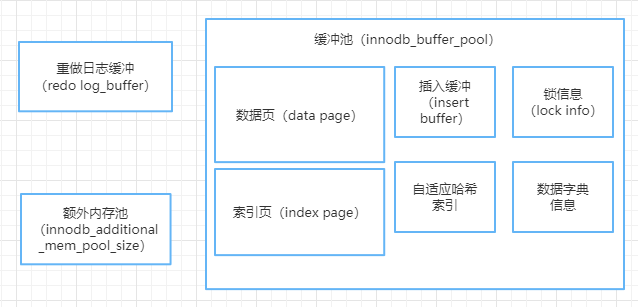 重做日志缓冲
（redo log_buffer）
额外内存池
（innodb_additional
_mem_pool_size）
缓冲池（innodb_buffer_pool）
数据页（data page）
插入缓冲
（insert
buffer）
锁信息
（lock info）
索引页（index page）
自适应哈希
索引
数据字典
信息